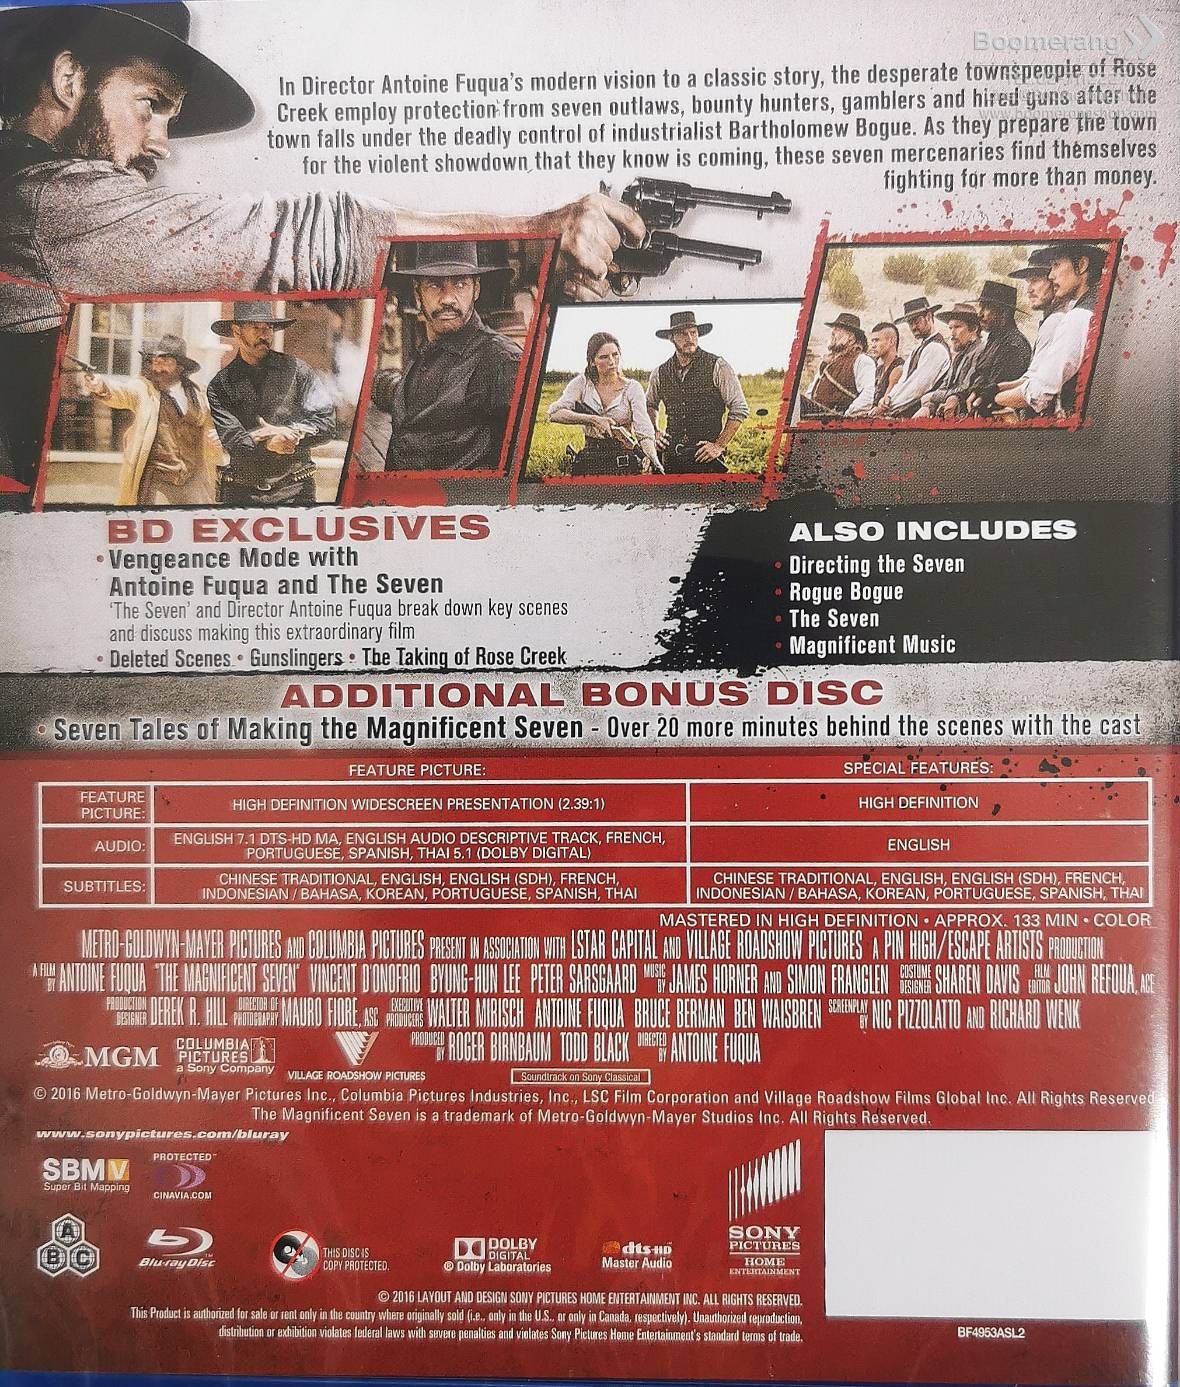 Boomerang
In Director Antoine Fuqua's modern vision to a classic story, the desperate townspeople of Rose
Creek employ protection from seven outlaws, bounty hunters, gamblers and hired guns after the
town falls under the deadly control of industrialist Bartholomew Bogue. As they prepare the town
for the violent showdown that they know is coming, these seven mercenaries find themselves
fighting for more than money.
BD EXCLUSIVES
• Vengeance Mode with
Antoine Fuqua and The Seven
'The Seven' and Director Antoine Fuqua break down key scenes
and discuss making this extraordinary film
• Deleted Scenes • Gunslingers • The Taking of Rose Creek
ALSO INCLUDES
• Directing the Seven
• Rogue Bogue
• The Seven
• Magnificent Music
ADDITIONAL BONUS DISC
• Seven Tales of Making the Magnificent Seven - Over 20 more minutes behind the scenes with the cast
FEATURE PICTURE: SPECIAL FEATURES:
FEATURE
PICTURE:
HIGH DEFINITION WIDESCREEN PRESENTATION (2.39:1)
HIGH DEFINITION
AUDIO:
ENGLISH 7.1 DTS-HD MA, ENGLISH AUDIO DESCRIPTIVE TRACK, FRENCH,
PORTUGUESE, SPANISH, THAI 5.1 (DOLBY DIGITAL)
ENGLISH
SUBTITLES:
CHINESE TRADITIONAL, ENGLISH, ENGLISH (SDH), FRENCH,
INDONESIAN / BAHASA, KOREAN, PORTUGUESE, SPANISH, THAI
CHINESE TRADITIONAL, ENGLISH, ENGLISH (SDH), FRENCH,
INDONESIAN / BAHASA, KOREAN, PORTUGUESE, SPANISH, THAI
MASTERED IN HIGH DEFINITION • APPROX. 133 MIN • COLOR
METRO-GOLDWYN-MAYER PICTURES AND COLUMBIA PICTURES PRESENT IN ASSOCIATION WITH LSTAR CAPITAL AND VILLAGE ROADSHOW PICTURES A PIN HIGH/ESCAPE ARTISTS PRODUCTION
A FILM BY ANTOINE FUQUA "THE MAGNIFICENT SEVEN" VINCENT D'ONOFRIO BYUNG-HUN LEE PETER SARSGAARD MUSIC BY JAMES HORNER AND SIMON FRANGLEN COSTUME DESIGNER SHAREN DAVIS FILM EDITOR JOHN REFOUA, ACE
PRODUCTION DESIGNER DEREK R. HILL DIRECTOR OF PHOTOGRAPHY MAURO FIORE, ASC EXECUTIVE PRODUCERS WALTER MIRISCH ANTOINE FUQUA BRUCE BERMAN BEN WAISBREN SCREENPLAY BY NIC PIZZOLATTO AND RICHARD WENK
PRODUCED BY ROGER BIRNBAUM TODD BLACK DIRECTED BY ANTOINE FUQUA
MGM
COLUMBIA
PICTURES
a Sony Company
VILLAGE ROADSHOW PICTURES
Soundtrack on Sony Classical
© 2016 Metro-Goldwyn-Mayer Pictures Inc., Columbia Pictures Industries, Inc., LSC Film Corporation and Village Roadshow Films Global Inc. All Rights Reserved
The Magnificent Seven is a trademark of Metro-Goldwyn-Mayer Studios Inc. All Rights Reserved.
www.sonypictures.com/bluray
SBMV
Super Bit Mapping
PROTECTED
CINAVIA.COM
A
B C
Blu-ray Disc
THIS DISC IS
COPY PROTECTED.
DOLBY
DIGITAL
® Dolby Laboratories
dts-HD
Master Audio
SONY
PICTURES
HOME
ENTERTAINMENT
© 2016 LAYOUT AND DESIGN SONY PICTURES HOME ENTERTAINMENT INC. ALL RIGHTS RESERVED.
This Product is authorized for sale or rent only in the country where originally sold (i.e., only in the U.S., or only in Canada, respectively). Unauthorized reproduction,
distribution or exhibition violates federal laws with severe penalties and violates Sony Pictures Home Entertainment's standard terms of trade.
BF4953ASL2